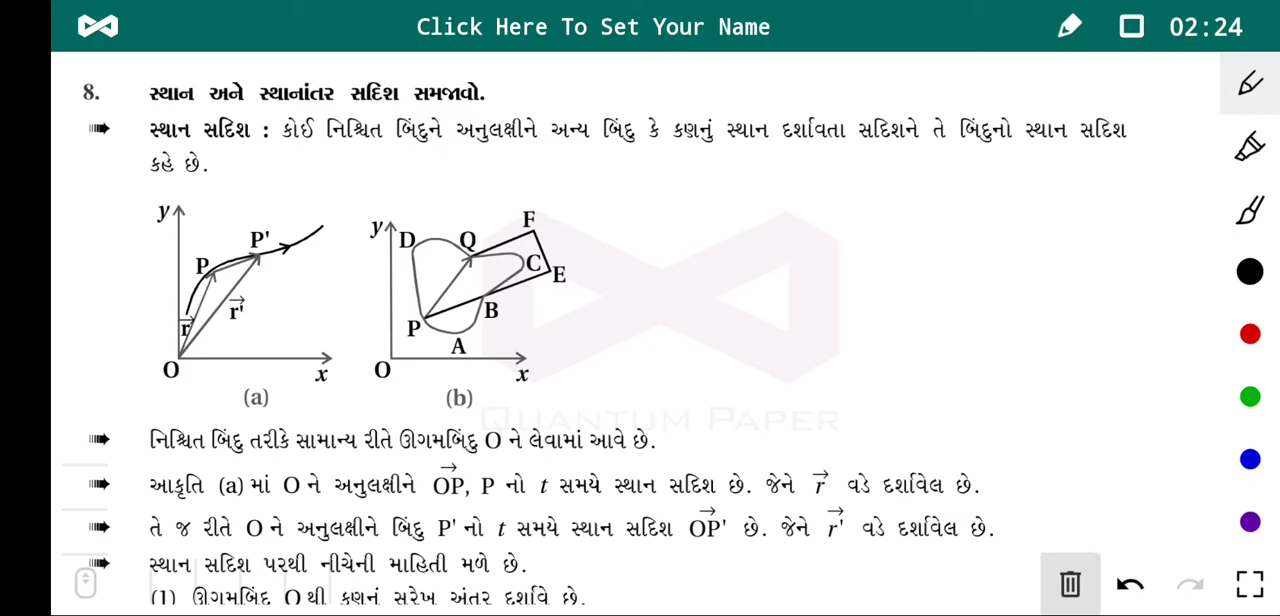 Click Here To Set Your Name
02:24
8. સ્થાન અને સ્થાનાંતર સદિશ સમજાવો.
સ્થાન સદિશ : કોઈ નિશ્ચિત બિંદુને અનુલક્ષીને અન્ય બિંદુ કે કણનું સ્થાન દર્શાવતા સદિશને તે બિંદુનો સ્થાન સદિશ
કહે છે.
y P P' r⃗ r⃗' O x
(a)
y D Q F C E B P A O x
(b)
QUANTUM PAPER
નિશ્ચિત બિંદુ તરીકે સામાન્ય રીતે ઊગમબિંદુ O ને લેવામાં આવે છે.
આકૃતિ (a) માં O ને અનુલક્ષીને OP⃗, P નો t સમયે સ્થાન સદિશ છે. જેને r⃗ વડે દર્શાવેલ છે.
તે જ રીતે O ને અનુલક્ષીને બિંદુ P' નો t સમયે સ્થાન સદિશ OP⃗' છે. જેને r⃗' વડે દર્શાવેલ છે.
સ્થાન સદિશ પરથી નીચેની માહિતી મળે છે.
(1) ઊગમબિંદુ O થી કણનું સુરેખ અંતર દર્શાવે છે.